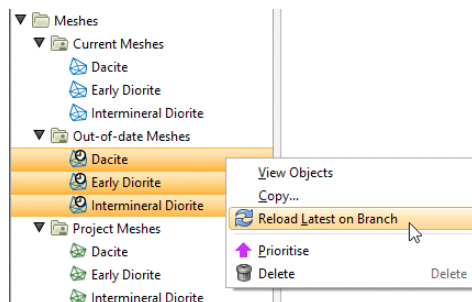 Meshes
Current Meshes
Dacite
Early Diorite
Intermineral Diorite
Out-of-date Meshes
Dacite
Early Diorite
Intermineral Diorite
Project Meshes
Dacite
Early Diorite
Intermineral Diorite
View Objects
Copy...
Reload Latest on Branch
Prioritise
Delete Delete